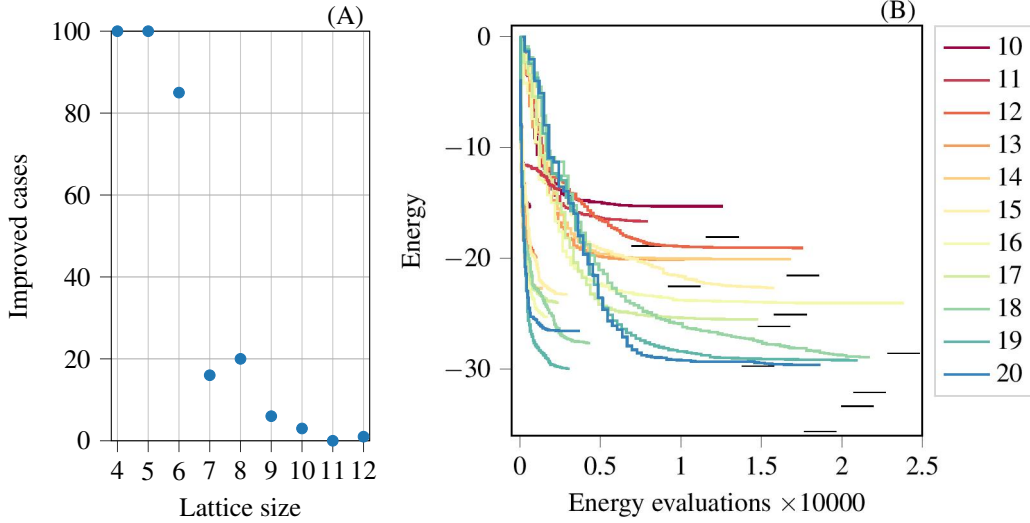 (A)
100
80
60
40
20
0
4 5 6 7 8 9 10 11 12
Improved cases
Lattice size
(B)
0
−10
−20
−30
0 0.5 1 1.5 2 2.5
Energy
Energy evaluations ×10000
10
11
12
13
14
15
16
17
18
19
20